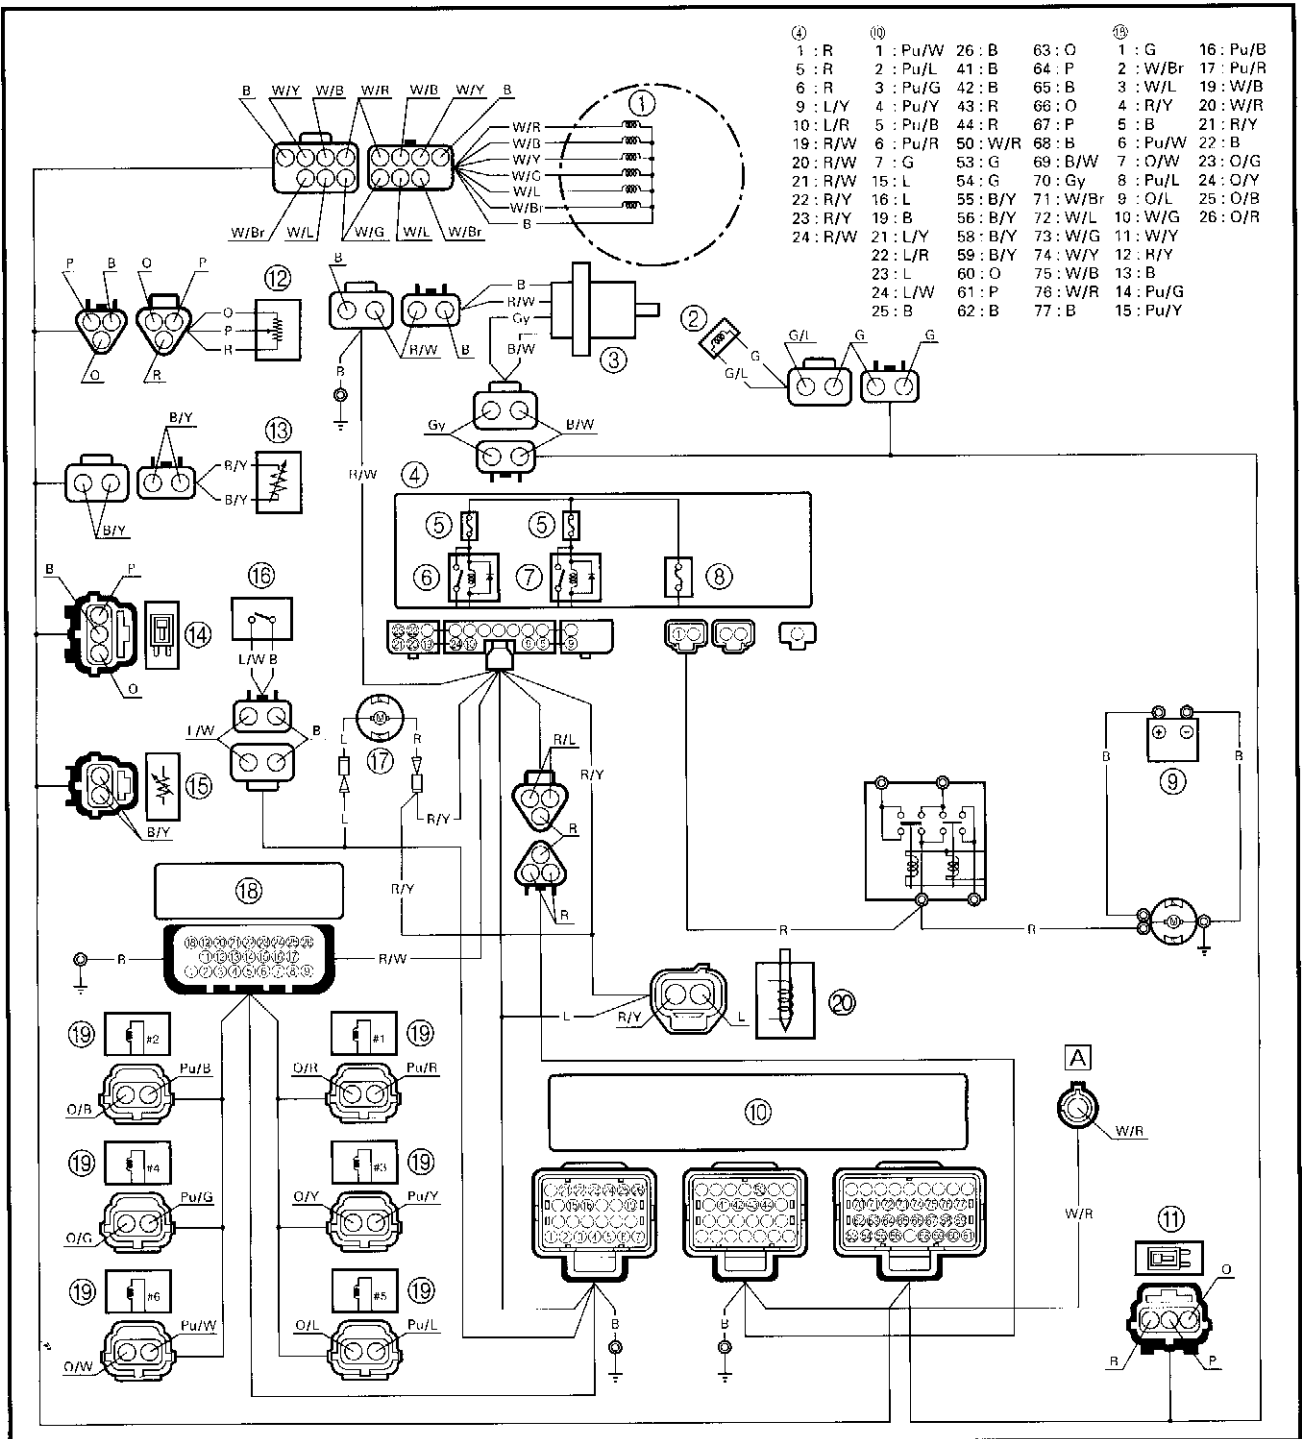 ④ ⑩ ⑱
1 : R 1 : Pu/W 26 : B 63 : O 1 : G 16 : Pu/B
5 : R 2 : Pu/L 41 : B 64 : P 2 : W/Br 17 : Pu/R
6 : R 3 : Pu/G 42 : B 65 : B 3 : W/L 19 : W/B
9 : L/Y 4 : Pu/Y 43 : R 66 : O 4 : R/Y 20 : W/R
10 : L/R 5 : Pu/B 44 : R 67 : P 5 : B 21 : R/Y
19 : R/W 6 : Pu/R 50 : W/R 68 : B 6 : Pu/W 22 : B
20 : R/W 7 : G 53 : G 69 : B/W 7 : O/W 23 : O/G
21 : R/W 15 : L 54 : G 70 : Gy 8 : Pu/L 24 : O/Y
22 : R/Y 16 : L 55 : B/Y 71 : W/Br 9 : O/L 25 : O/B
23 : R/Y 19 : B 56 : B/Y 72 : W/L 10 : W/G 26 : O/R
24 : R/W 21 : L/Y 58 : B/Y 73 : W/G 11 : W/Y
22 : L/R 59 : B/Y 74 : W/Y 12 : R/Y
23 : L 60 : O 75 : W/B 13 : B
24 : L/W 61 : P 76 : W/R 14 : Pu/G
25 : B 62 : B 77 : B 15 : Pu/Y
B W/Y W/B W/R W/B W/Y B
①
W/R
W/B
W/Y
W/G
W/L
W/Br
B
W/Br W/L W/G W/L W/Br
P B O P
⑫
O
P
O R
B
B
R/W
Gy
R/W B
B/W
③
B
②
G
G/L
G/L G G
B/Y
⑬
B/Y
B/Y
Gy B/W
R/W
④
⑤ ⑤
⑥ ⑦ ⑧
B P
⑭
O
⑯
L/W B
L/W B
⑰
L R
L
R/Y
R/L
R/Y
R
R
R/Y
⑮
B/Y
⑨
B B
R R
⑱
R/W
L
R/Y L
⑳
⑲ #2 #1 ⑲
Pu/B O/R Pu/R
O/B
⑲ #4 #3 ⑲
Pu/G O/Y Pu/Y
O/G
⑲ #6 #5 ⑲
Pu/W O/L Pu/L
O/W
⑩
A
W/R
W/R
⑪
O
P
B B